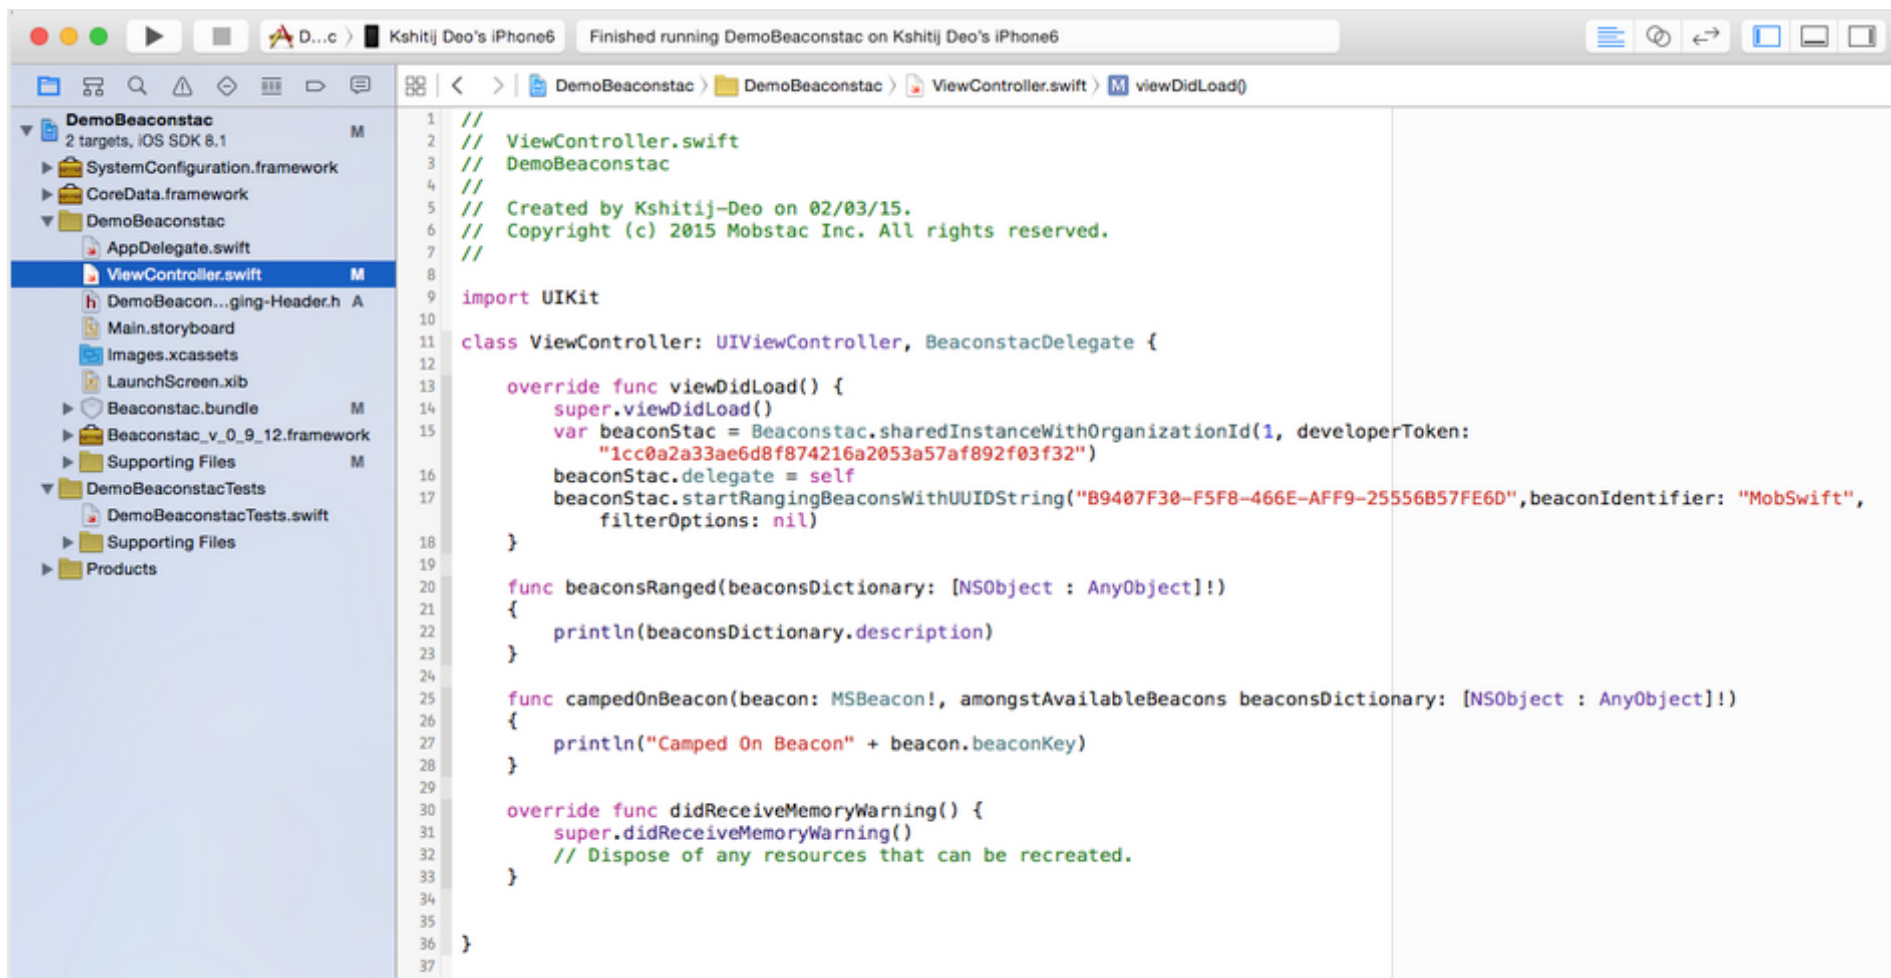 D...c 〉 Kshitij Deo's iPhone6 Finished running DemoBeaconstac on Kshitij Deo's iPhone6
DemoBeaconstac 〉 DemoBeaconstac 〉 ViewController.swift 〉 M viewDidLoad()
DemoBeaconstac M
2 targets, iOS SDK 8.1
SystemConfiguration.framework
CoreData.framework
DemoBeaconstac
AppDelegate.swift
ViewController.swift M
h DemoBeacon...ging-Header.h A
Main.storyboard
Images.xcassets
LaunchScreen.xib
Beaconstac.bundle M
Beaconstac_v_0_9_12.framework
Supporting Files M
DemoBeaconstacTests
DemoBeaconstacTests.swift
Supporting Files
Products
1 //
2 // ViewController.swift
3 // DemoBeaconstac
4 //
5 // Created by Kshitij-Deo on 02/03/15.
6 // Copyright (c) 2015 Mobstac Inc. All rights reserved.
7 //
8
9 import UIKit
10
11 class ViewController: UIViewController, BeaconstacDelegate {
12
13 override func viewDidLoad() {
14 super.viewDidLoad()
15 var beaconStac = Beaconstac.sharedInstanceWithOrganizationId(1, developerToken:
"1cc0a2a33ae6d8f874216a2053a57af892f03f32")
16 beaconStac.delegate = self
17 beaconStac.startRangingBeaconsWithUUIDString("B9407F30-F5F8-466E-AFF9-25556B57FE6D",beaconIdentifier: "MobSwift",
filterOptions: nil)
18 }
19
20 func beaconsRanged(beaconsDictionary: [NSObject : AnyObject]!)
21 {
22 println(beaconsDictionary.description)
23 }
24
25 func campedOnBeacon(beacon: MSBeacon!, amongstAvailableBeacons beaconsDictionary: [NSObject : AnyObject]!)
26 {
27 println("Camped On Beacon" + beacon.beaconKey)
28 }
29
30 override func didReceiveMemoryWarning() {
31 super.didReceiveMemoryWarning()
32 // Dispose of any resources that can be recreated.
33 }
34
35
36 }
37